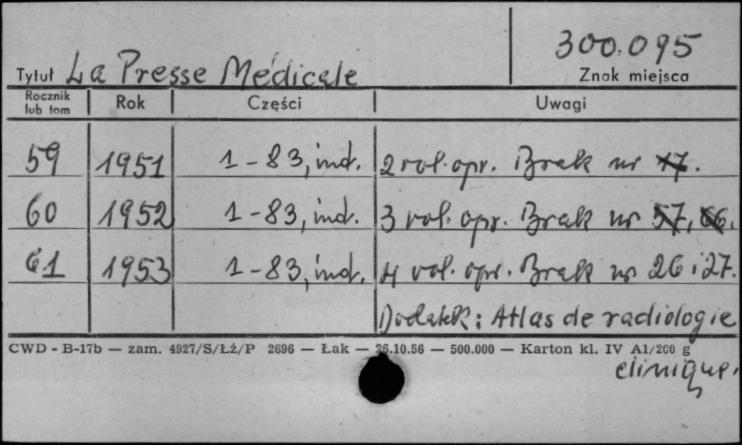 300.095
Tytuł La Presse Médicale Znak miejsca
Rocznik lub tom Rok Części Uwagi
59 1951 1-83, ind. 2 vol. opr. Brak nr 17.
60 1952 1-83, ind. 3 vol. opr. Brak nr 57, 66.
61 1953 1-83, ind. 4 vol. opr. Brak nr 26 i 27.
Dodatek: Atlas de radiologie
CWD - B-17b — zam. 4927/S/Łź/P 2696 — Łak — 26.10.56 — 500.000 — Karton kl. IV A1/200 g
clinique.